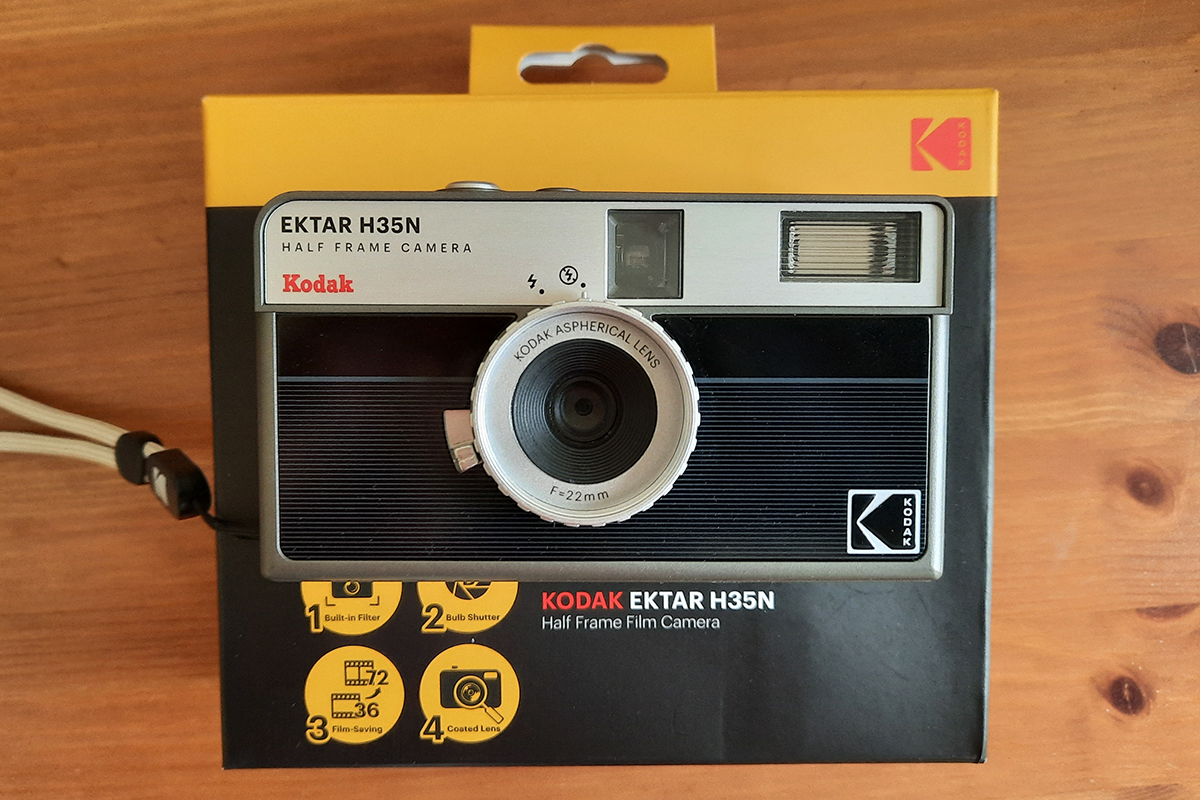 KODAK
EKTAR H35N
HALF FRAME CAMERA
Kodak
KODAK ASPHERICAL LENS
F=22mm
KODAK
1 Built-in Filter
2 Bulb Shutter
KODAK EKTAR H35N
Half Frame Film Camera
72
36
3 Film-Saving
4 Coated Lens